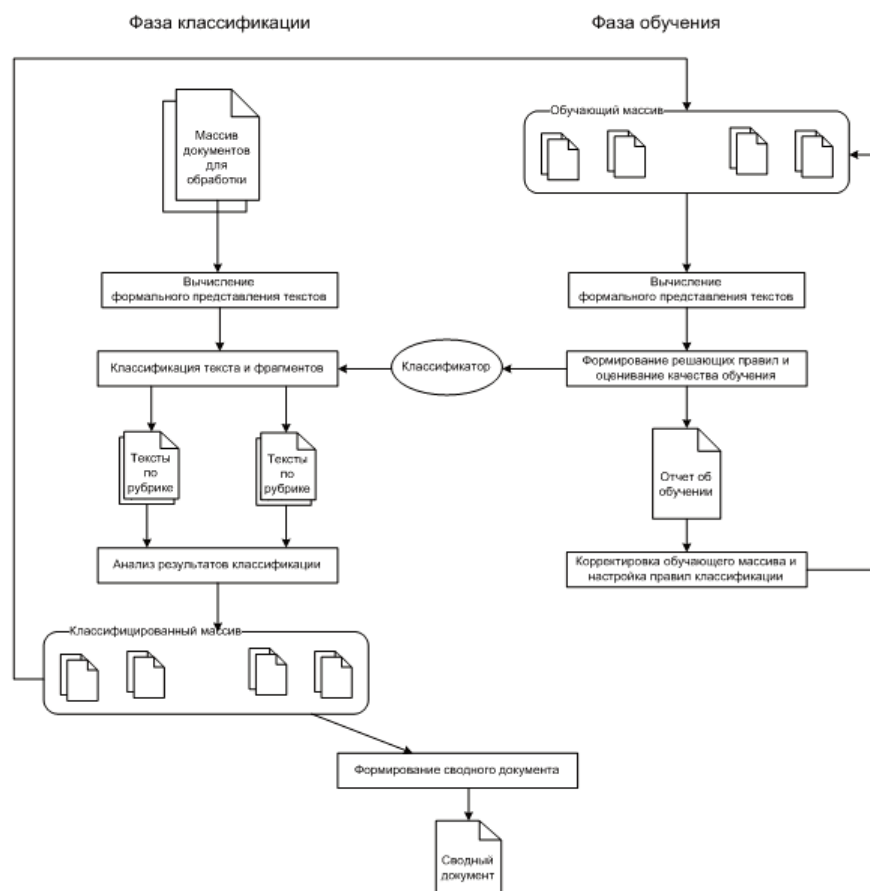 Фаза классификации
Фаза обучения
Обучающий массив
Массив
документов
для
обработки
Вычисление
формального представления текстов
Вычисление
формального представления текстов
Классификация текста и фрагментов
Классификатор
Формирование решающих правил и
оценивание качества обучения
Тексты
по
рубрике
Тексты
по
рубрике
Отчет об
обучении
Анализ результатов классификации
Корректировка обучающего массива и
настройка правил классификации
Классифицированный массив
Формирование сводного документа
Сводный
документ